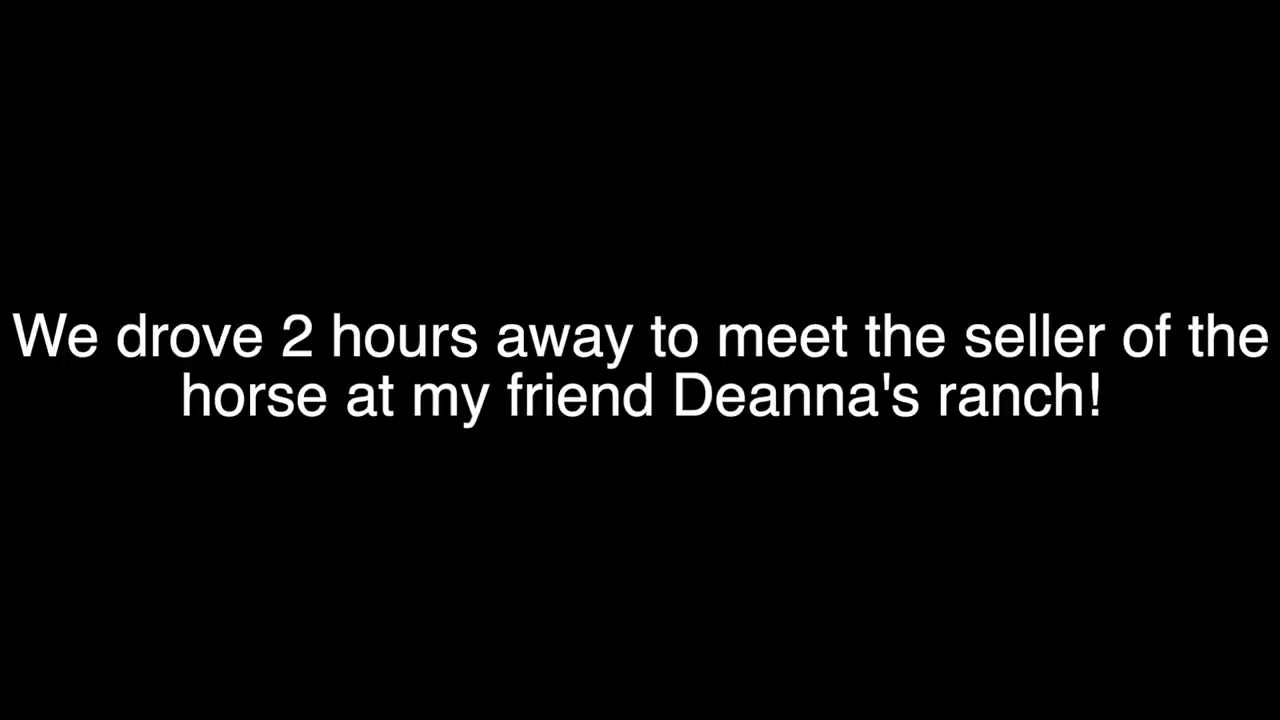 We drove 2 hours away to meet the seller of the
horse at my friend Deanna's ranch!